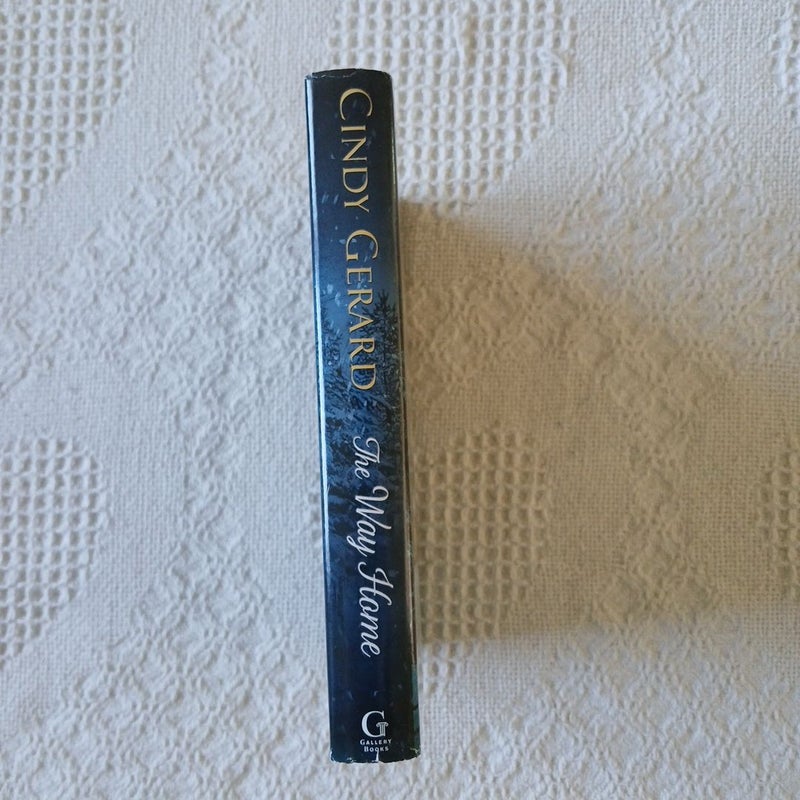 CINDY GERARD
The Way Home
G
GALLERY
BOOKS